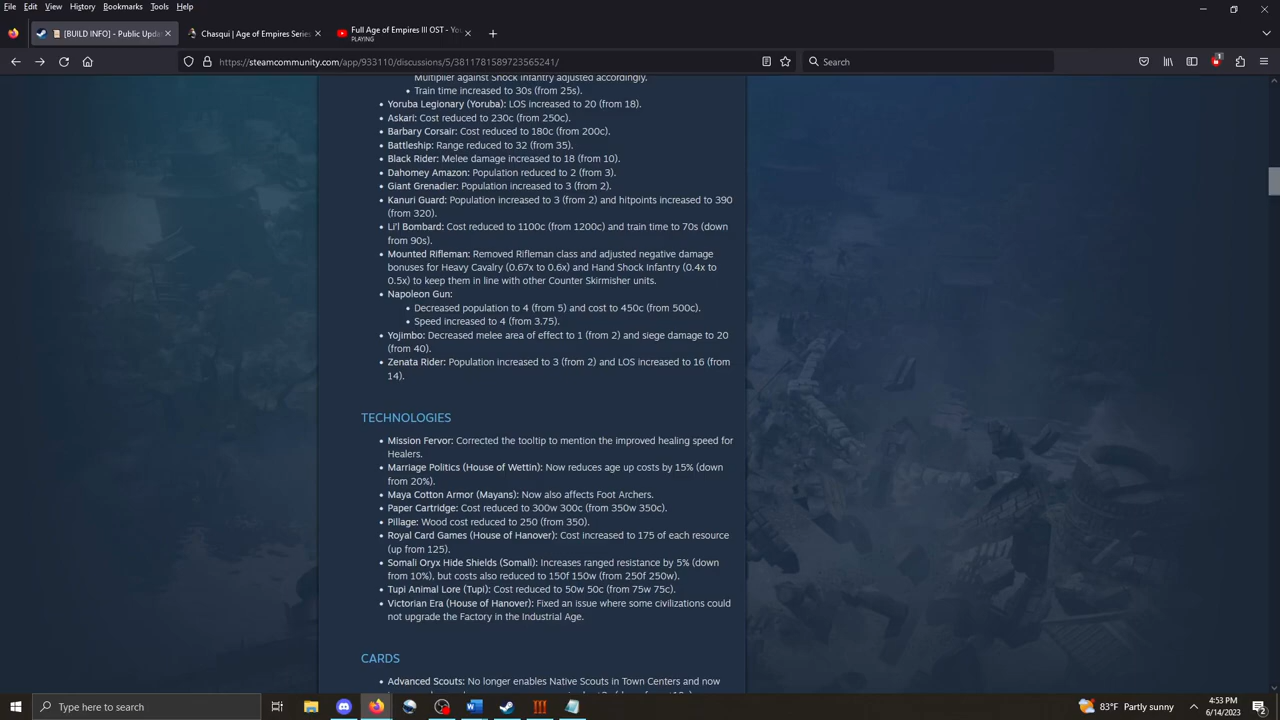 File Edit View History Bookmarks Tools Help
[BUILD INFO] - Public Upda
Chasqui | Age of Empires Series
Full Age of Empires III OST - Yo
PLAYING
https://steamcommunity.com/app/933110/discussions/5/3811781589723565241/
Search
1
Multiplier against Shock Infantry adjusted accordingly.
Train time increased to 30s (from 25s).
Yoruba Legionary (Yoruba): LOS increased to 20 (from 18).
Askari: Cost reduced to 230c (from 250c).
Barbary Corsair: Cost reduced to 180c (from 200c).
Battleship: Range reduced to 32 (from 35).
Black Rider: Melee damage increased to 18 (from 10).
Dahomey Amazon: Population reduced to 2 (from 3).
Giant Grenadier: Population increased to 3 (from 2).
Kanuri Guard: Population increased to 3 (from 2) and hitpoints increased to 390
(from 320).
Li'l Bombard: Cost reduced to 1100c (from 1200c) and train time to 70s (down
from 90s).
Mounted Rifleman: Removed Rifleman class and adjusted negative damage
bonuses for Heavy Cavalry (0.67x to 0.6x) and Hand Shock Infantry (0.4x to
0.5x) to keep them in line with other Counter Skirmisher units.
Napoleon Gun:
Decreased population to 4 (from 5) and cost to 450c (from 500c).
Speed increased to 4 (from 3.75).
Yojimbo: Decreased melee area of effect to 1 (from 2) and siege damage to 20
(from 40).
Zenata Rider: Population increased to 3 (from 2) and LOS increased to 16 (from
14).
TECHNOLOGIES
Mission Fervor: Corrected the tooltip to mention the improved healing speed for
Healers.
Marriage Politics (House of Wettin): Now reduces age up costs by 15% (down
from 20%).
Maya Cotton Armor (Mayans): Now also affects Foot Archers.
Paper Cartridge: Cost reduced to 300w 300c (from 350w 350c).
Pillage: Wood cost reduced to 250 (from 350).
Royal Card Games (House of Hanover): Cost increased to 175 of each resource
(up from 125).
Somali Oryx Hide Shields (Somali): Increases ranged resistance by 5% (down
from 10%), but costs also reduced to 150f 150w (from 250f 250w).
Tupi Animal Lore (Tupi): Cost reduced to 50w 50c (from 75w 75c).
Victorian Era (House of Hanover): Fixed an issue where some civilizations could
not upgrade the Factory in the Industrial Age.
CARDS
Advanced Scouts: No longer enables Native Scouts in Town Centers and now
Type here to search
83°F Partly sunny
4:53 PM
6/14/2023
2